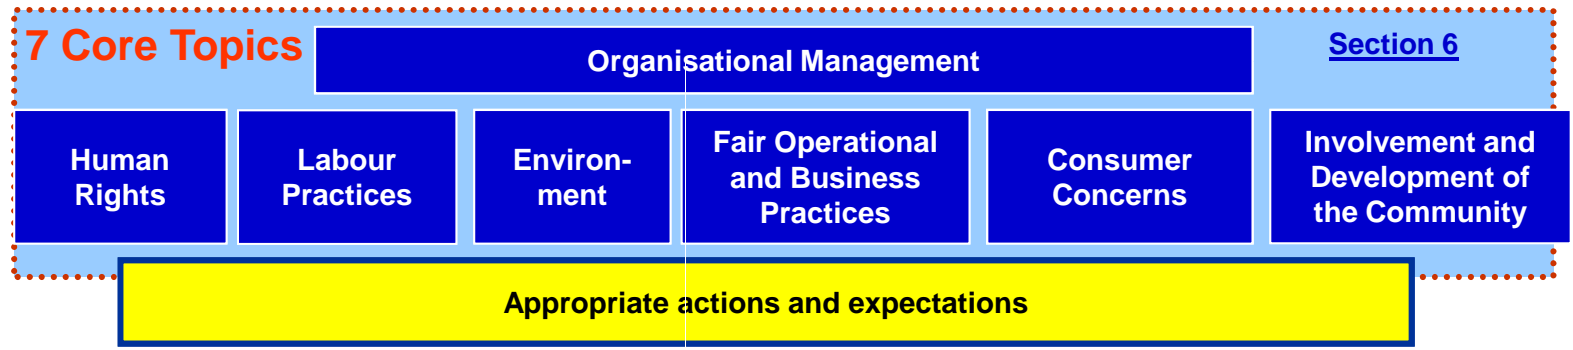 7 Core Topics
Organisational Management
Section 6
Human
Rights
Labour
Practices
Environ-
ment
Fair Operational
and Business
Practices
Consumer
Concerns
Involvement and
Development of
the Community
Appropriate actions and expectations